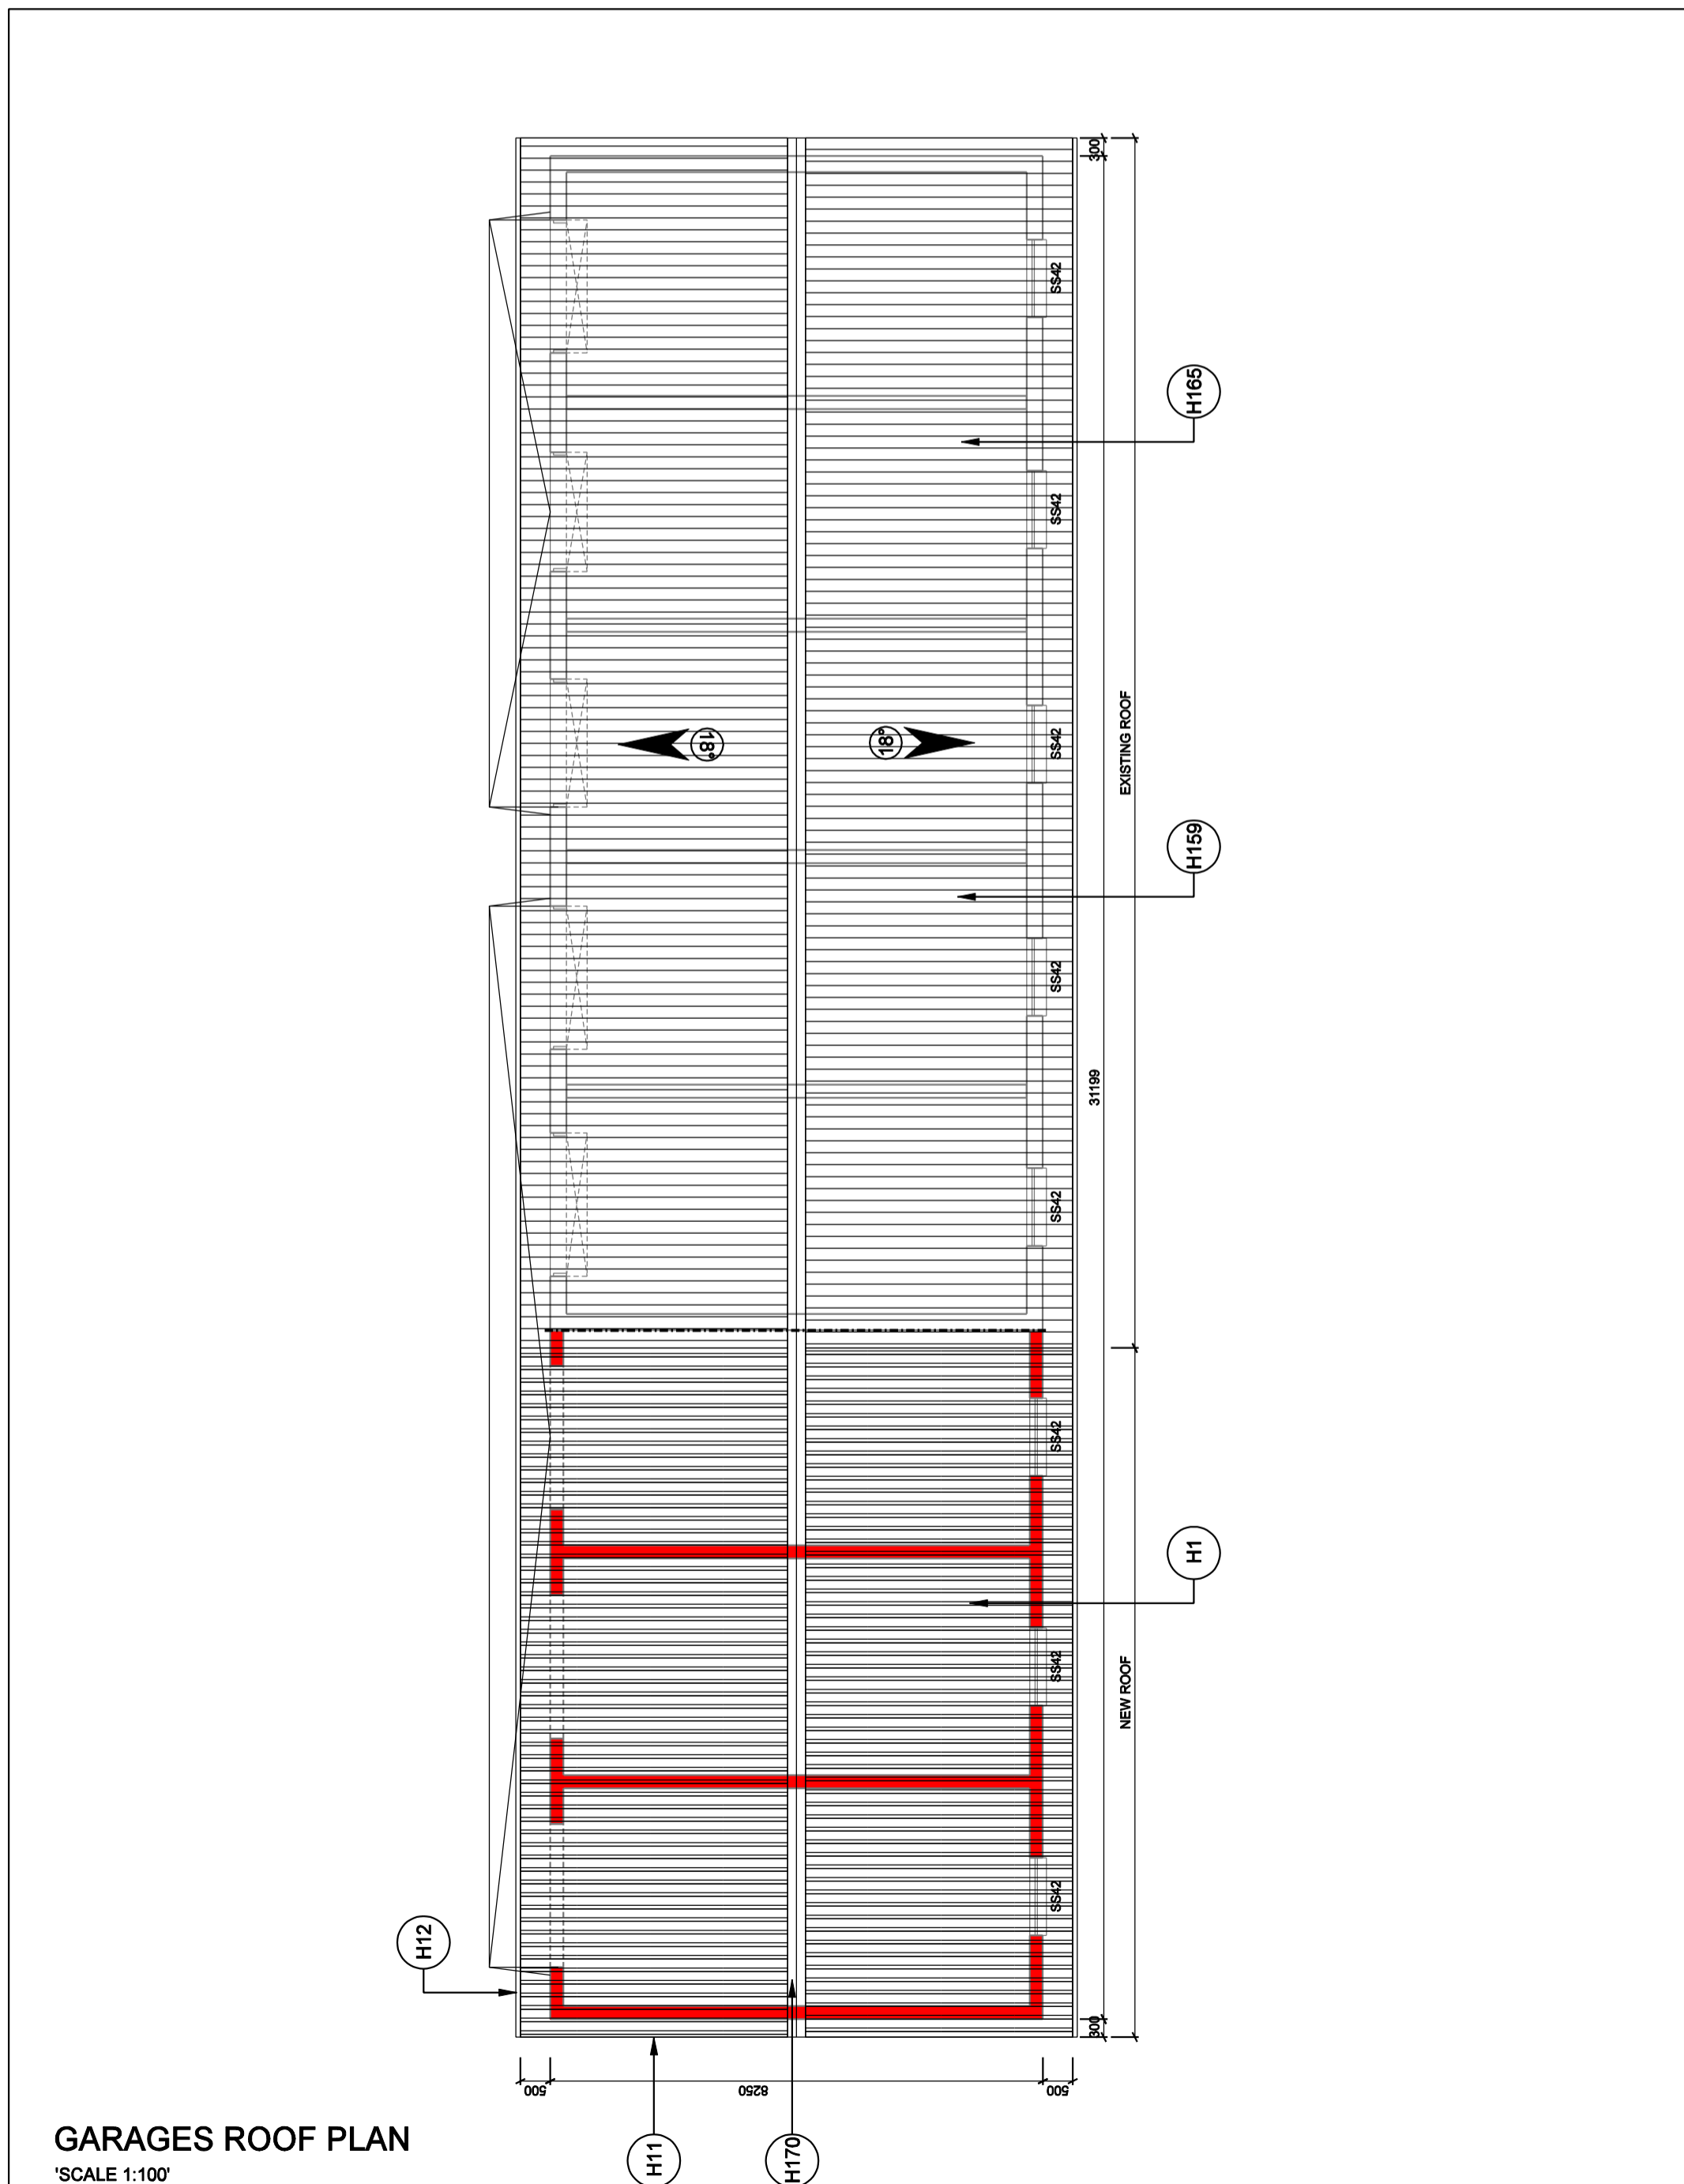 300
SS42
H165
SS42
18°
18°
SS42
EXISTING ROOF
H159
SS42
31199
SS42
SS42
H1
SS42
NEW ROOF
SS42
H12
300
500
8250
500
H11
H170
GARAGES ROOF PLAN
'SCALE 1:100'